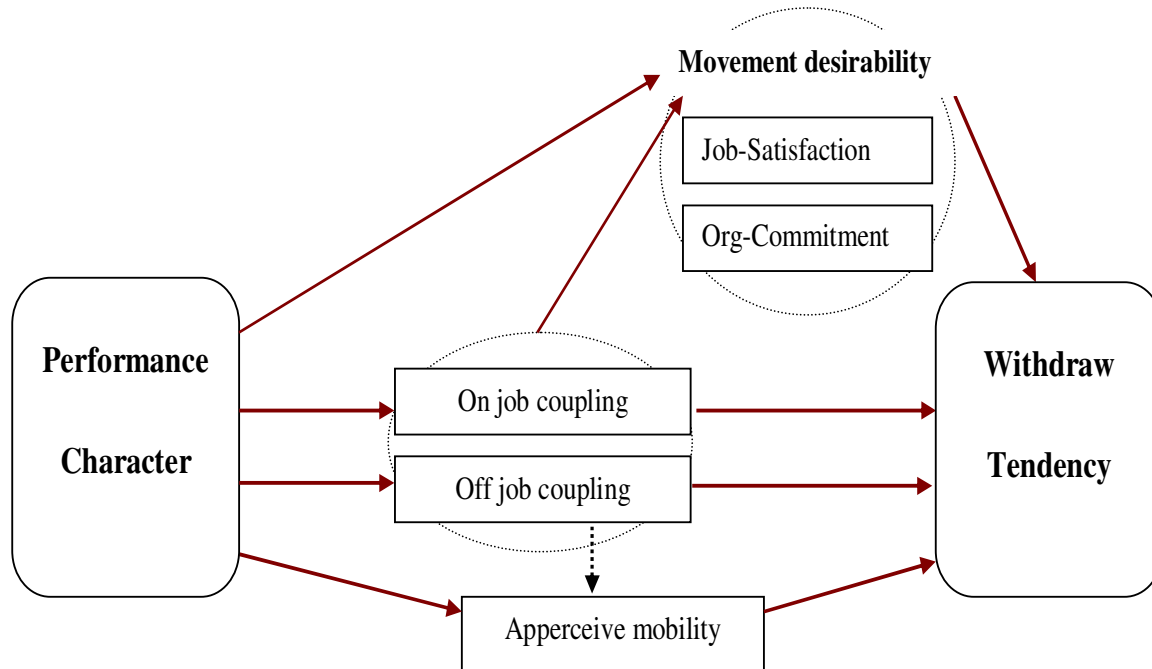 Movement desirability
Job-Satisfaction
Org-Commitment
Performance
Character
On job coupling
Off job coupling
Apperceive mobility
Withdraw
Tendency